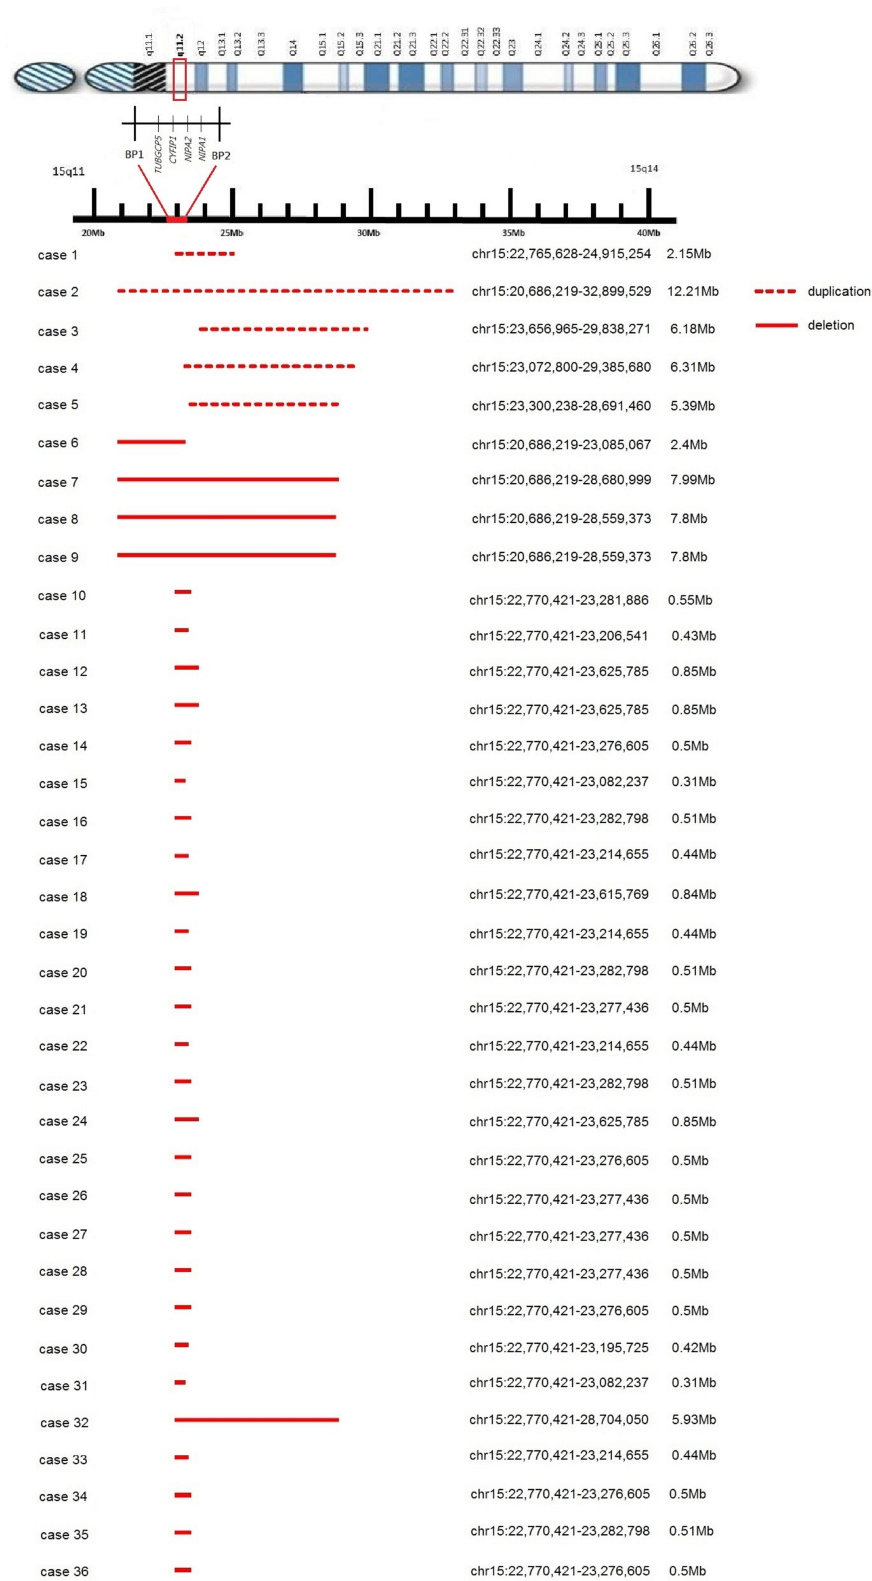 q11.1 q11.2 q12 Q13.1 Q13.2 Q13.3 Q14 Q15.1 Q15.2 Q15.3 Q21.1 Q21.2 Q21.3 Q22.1 Q22.2 Q22.31 Q22.32 Q22.33 Q23 Q24.1 Q24.2 Q24.3 Q25.1 Q25.2 Q25.3 Q26.1 Q26.2 Q26.3
BP1 TUBGCP5 CYFIP1 NIPA2 NIPA1 BP2
15q11 15q14
20Mb 25Mb 30Mb 35Mb 40Mb
case 1 chr15:22,765,628-24,915,254 2.15Mb
case 2 chr15:20,686,219-32,899,529 12.21Mb duplication
case 3 chr15:23,656,965-29,838,271 6.18Mb deletion
case 4 chr15:23,072,800-29,385,680 6.31Mb
case 5 chr15:23,300,238-28,691,460 5.39Mb
case 6 chr15:20,686,219-23,085,067 2.4Mb
case 7 chr15:20,686,219-28,680,999 7.99Mb
case 8 chr15:20,686,219-28,559,373 7.8Mb
case 9 chr15:20,686,219-28,559,373 7.8Mb
case 10 chr15:22,770,421-23,281,886 0.55Mb
case 11 chr15:22,770,421-23,206,541 0.43Mb
case 12 chr15:22,770,421-23,625,785 0.85Mb
case 13 chr15:22,770,421-23,625,785 0.85Mb
case 14 chr15:22,770,421-23,276,605 0.5Mb
case 15 chr15:22,770,421-23,082,237 0.31Mb
case 16 chr15:22,770,421-23,282,798 0.51Mb
case 17 chr15:22,770,421-23,214,655 0.44Mb
case 18 chr15:22,770,421-23,615,769 0.84Mb
case 19 chr15:22,770,421-23,214,655 0.44Mb
case 20 chr15:22,770,421-23,282,798 0.51Mb
case 21 chr15:22,770,421-23,277,436 0.5Mb
case 22 chr15:22,770,421-23,214,655 0.44Mb
case 23 chr15:22,770,421-23,282,798 0.51Mb
case 24 chr15:22,770,421-23,625,785 0.85Mb
case 25 chr15:22,770,421-23,276,605 0.5Mb
case 26 chr15:22,770,421-23,277,436 0.5Mb
case 27 chr15:22,770,421-23,277,436 0.5Mb
case 28 chr15:22,770,421-23,277,436 0.5Mb
case 29 chr15:22,770,421-23,276,605 0.5Mb
case 30 chr15:22,770,421-23,195,725 0.42Mb
case 31 chr15:22,770,421-23,082,237 0.31Mb
case 32 chr15:22,770,421-28,704,050 5.93Mb
case 33 chr15:22,770,421-23,214,655 0.44Mb
case 34 chr15:22,770,421-23,276,605 0.5Mb
case 35 chr15:22,770,421-23,282,798 0.51Mb
case 36 chr15:22,770,421-23,276,605 0.5Mb